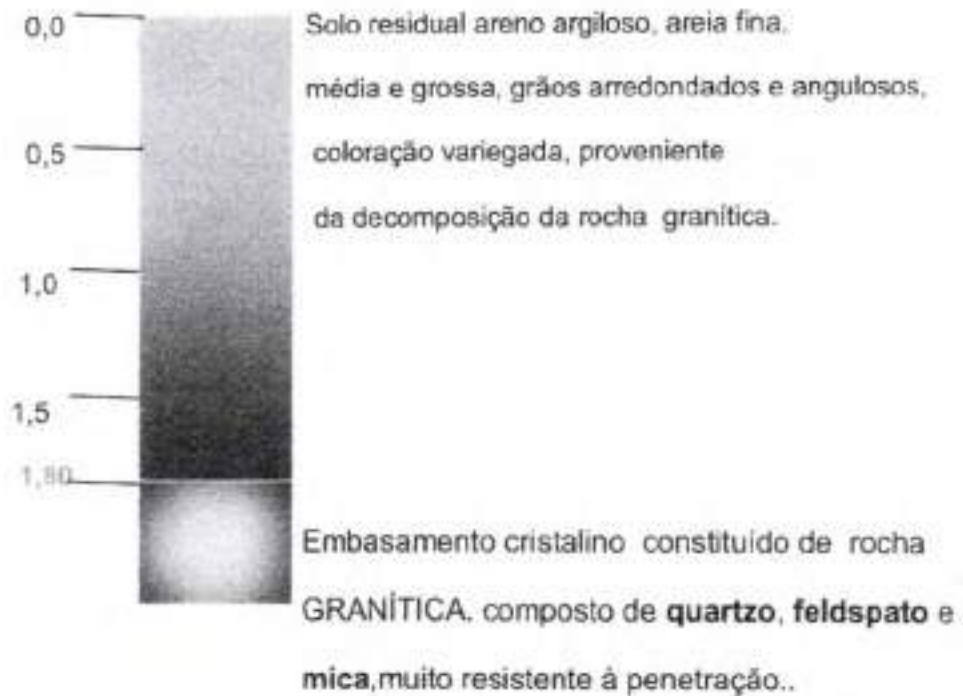 0,0
Solo residual areno argiloso, areia fina,
média e grossa, grãos arredondados e angulosos,
0,5
coloração variegada, proveniente
da decomposição da rocha granítica.
1,0
1,5
1,80
Embasamento cristalino constituído de rocha
GRANÍTICA. composto de quartzo, feldspato e
mica,muito resistente à penetração..